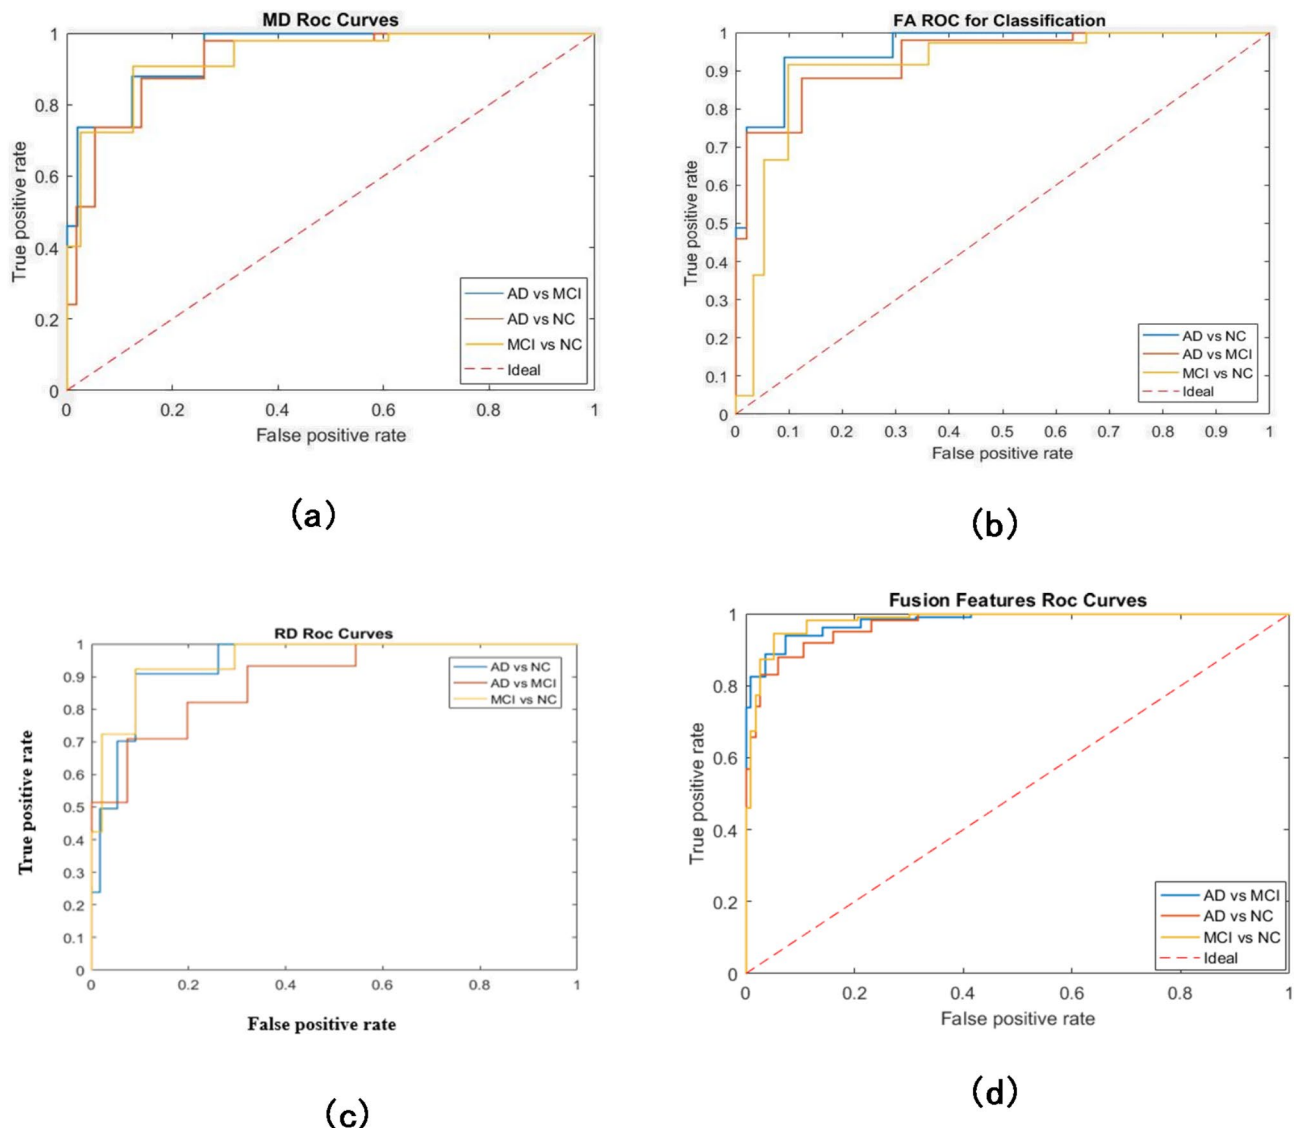 MD Roc Curves
True positive rate
1
0.8
0.6
0.4
0.2
0
0 0.2 0.4 0.6 0.8 1
False positive rate
AD vs MCI
AD vs NC
MCI vs NC
Ideal
(a)
FA ROC for Classification
True positive rate
1
0.9
0.8
0.7
0.6
0.5
0.4
0.3
0.2
0.1
0
0 0.1 0.2 0.3 0.4 0.5 0.6 0.7 0.8 0.9 1
False positive rate
AD vs NC
AD vs MCI
MCI vs NC
Ideal
(b)
RD Roc Curves
True positive rate
1
0.9
0.8
0.7
0.6
0.5
0.4
0.3
0.2
0.1
0
0 0.2 0.4 0.6 0.8 1
False positive rate
AD vs NC
AD vs MCI
MCI vs NC
(c)
Fusion Features Roc Curves
True positive rate
1
0.8
0.6
0.4
0.2
0
0 0.2 0.4 0.6 0.8 1
False positive rate
AD vs MCI
AD vs NC
MCI vs NC
Ideal
(d)